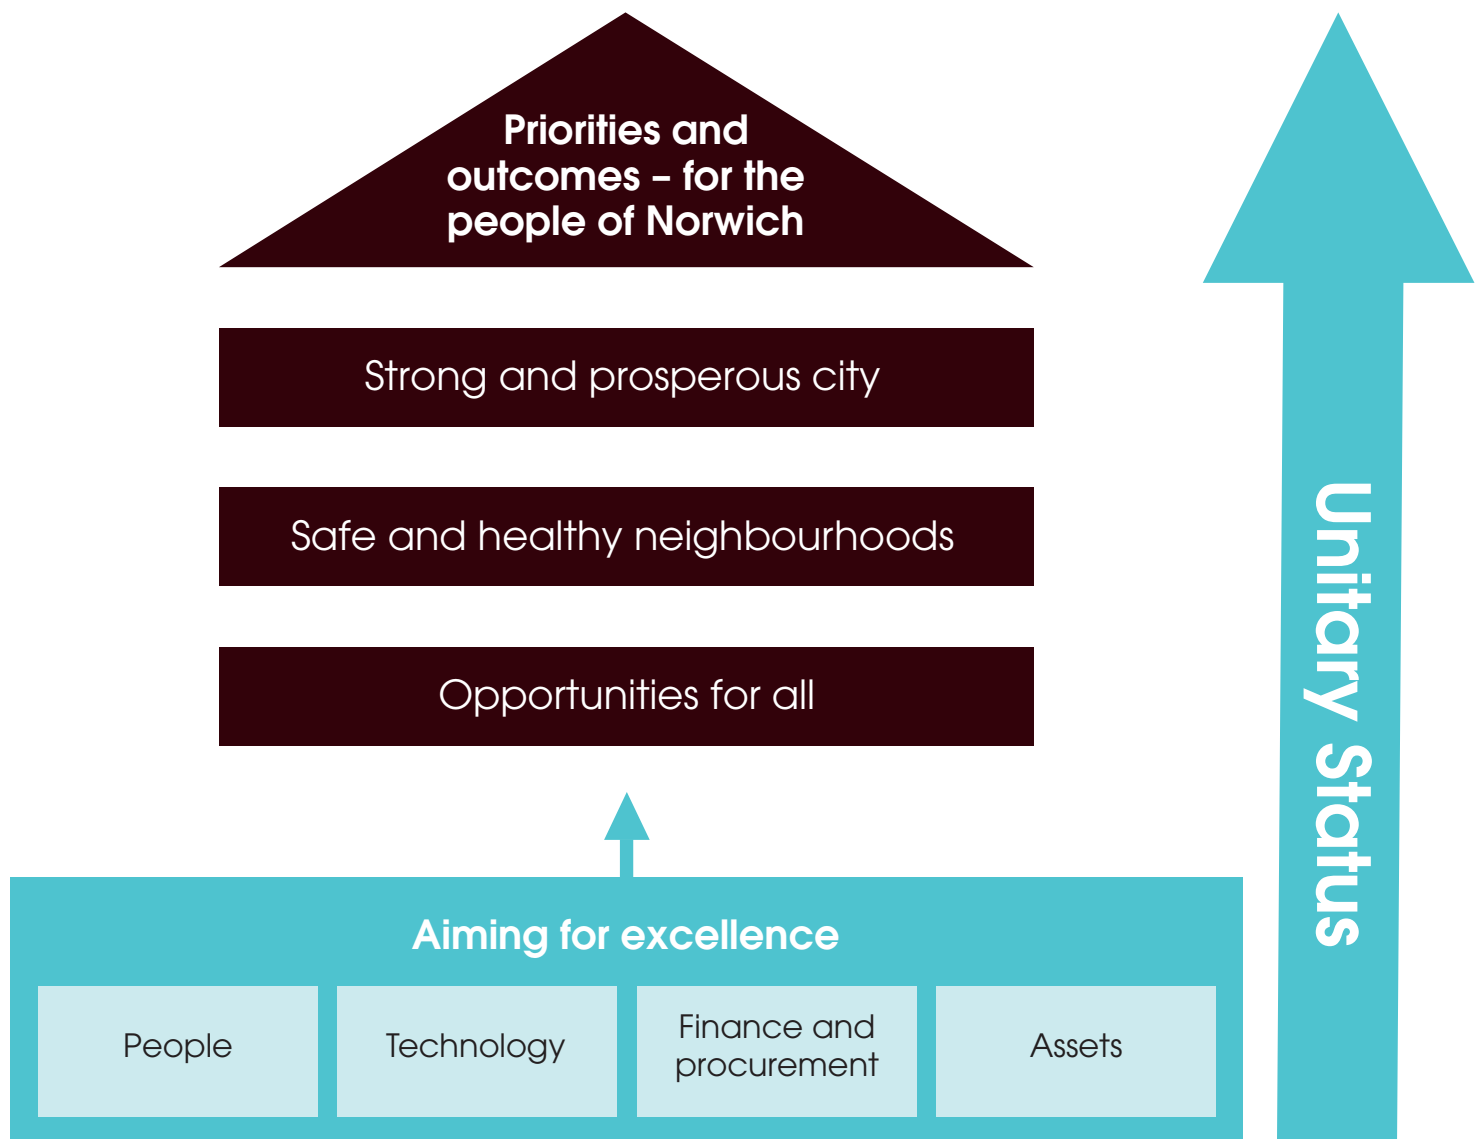 Priorities and
outcomes – for the
people of Norwich
Strong and prosperous city
Safe and healthy neighbourhoods
Opportunities for all
Aiming for excellence
People
Technology
Finance and
procurement
Assets
Unitary Status